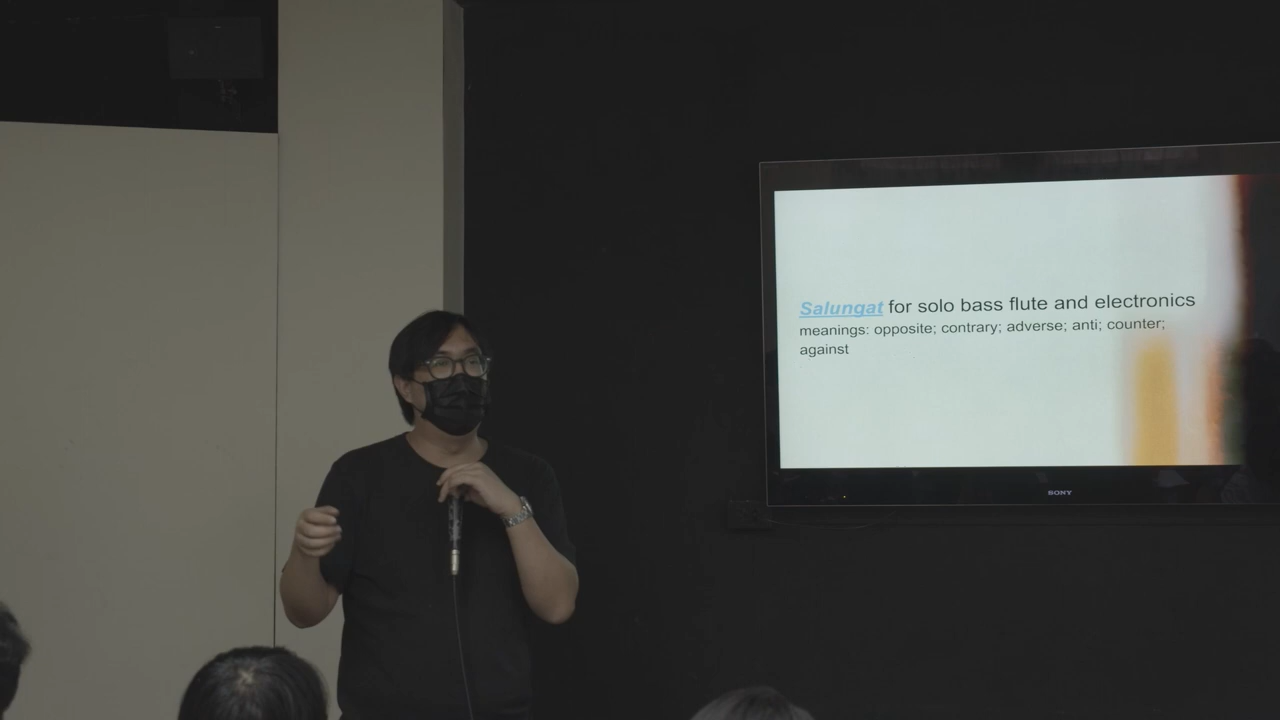 Salungat for solo bass flute and electronics
meanings: opposite; contrary; adverse; anti; counter;
against
SONY